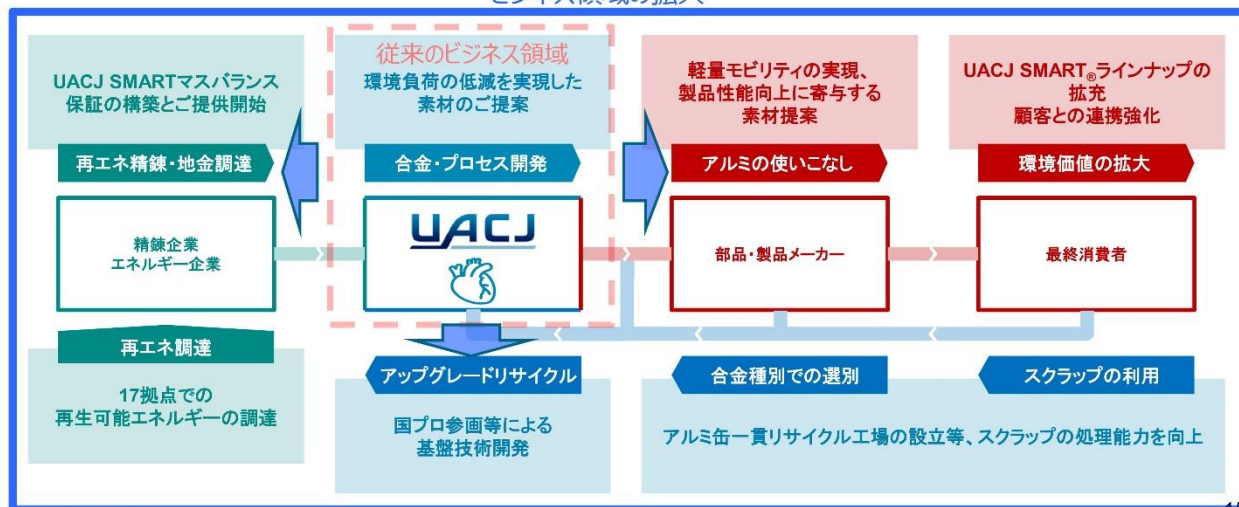 ビジネス領域の拡大
従来のビジネス領域
UACJ SMARTマスバランス
保証の構築とご提供開始
環境負荷の低減を実現した
素材のご提案
軽量モビリティの実現、
製品性能向上に寄与する
素材提案
UACJ SMART®ラインナップの
拡充
顧客との連携強化
再エネ精錬・地金調達
合金・プロセス開発
アルミの使いこなし
環境価値の拡大
精錬企業
エネルギー企業
UACJ
部品・製品メーカー
最終消費者
再エネ調達
アップグレードリサイクル
合金種別での選別
スクラップの利用
17拠点での
再生可能エネルギーの調達
国プロ参画等による
基盤技術開発
アルミ缶一貫リサイクル工場の設立等、スクラップの処理能力を向上